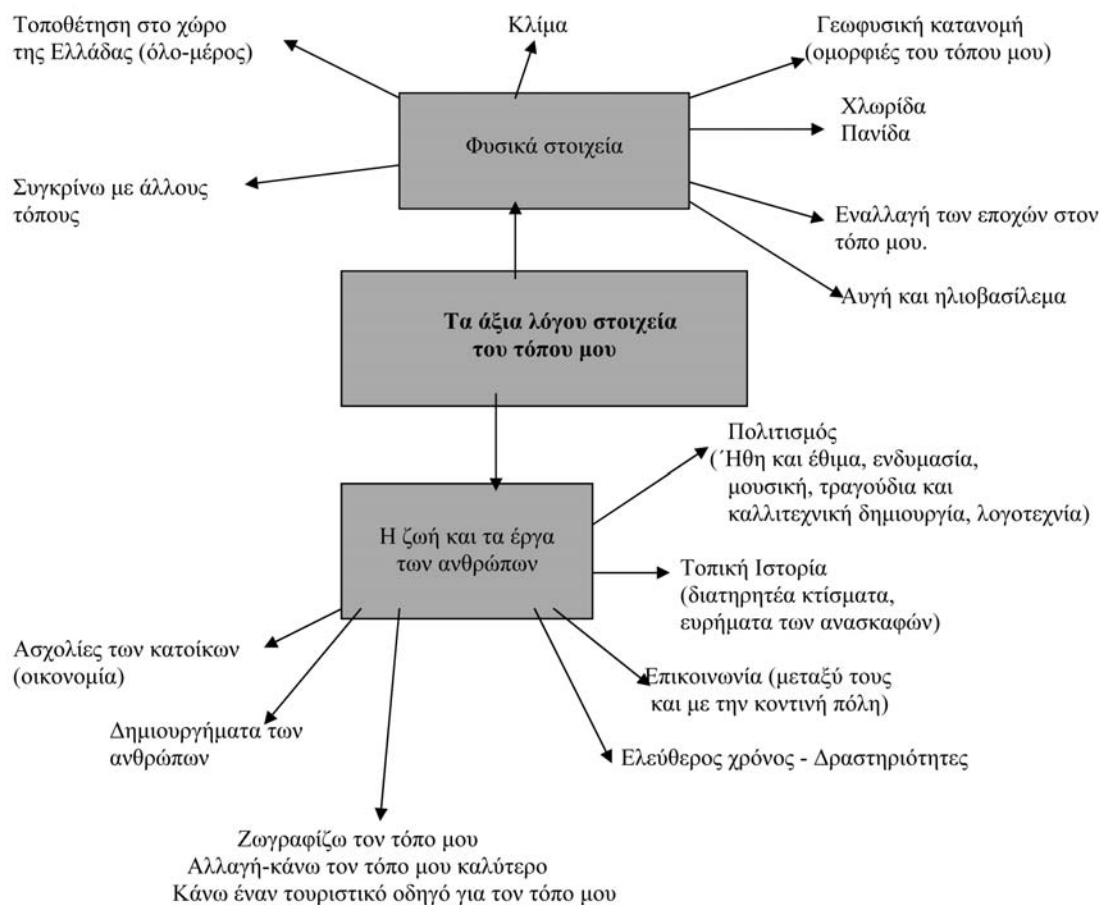 Τοποθέτηση στο χώρο
της Ελλάδας (όλο-μέρος)
Κλίμα
Γεωφυσική κατανομή
(ομορφιές του τόπου μου)
Χλωρίδα
Πανίδα
Φυσικά στοιχεία
Συγκρίνω με άλλους
τόπους
Εναλλαγή των εποχών στον
τόπο μου.
Αυγή και ηλιοβασίλεμα
Τα άξια λόγου στοιχεία
του τόπου μου
Πολιτισμός
(΄Ηθη και έθιμα, ενδυμασία,
μουσική, τραγούδια και
καλλιτεχνική δημιουργία, λογοτεχνία)
Η ζωή και τα έργα
των ανθρώπων
Τοπική Ιστορία
(διατηρητέα κτίσματα,
ευρήματα των ανασκαφών)
Ασχολίες των κατοίκων
(οικονομία)
Επικοινωνία (μεταξύ τους
και με την κοντινή πόλη)
Δημιουργήματα των
ανθρώπων
Ελεύθερος χρόνος - Δραστηριότητες
Ζωγραφίζω τον τόπο μου
Αλλαγή-κάνω τον τόπο μου καλύτερο
Κάνω έναν τουριστικό οδηγό για τον τόπο μου